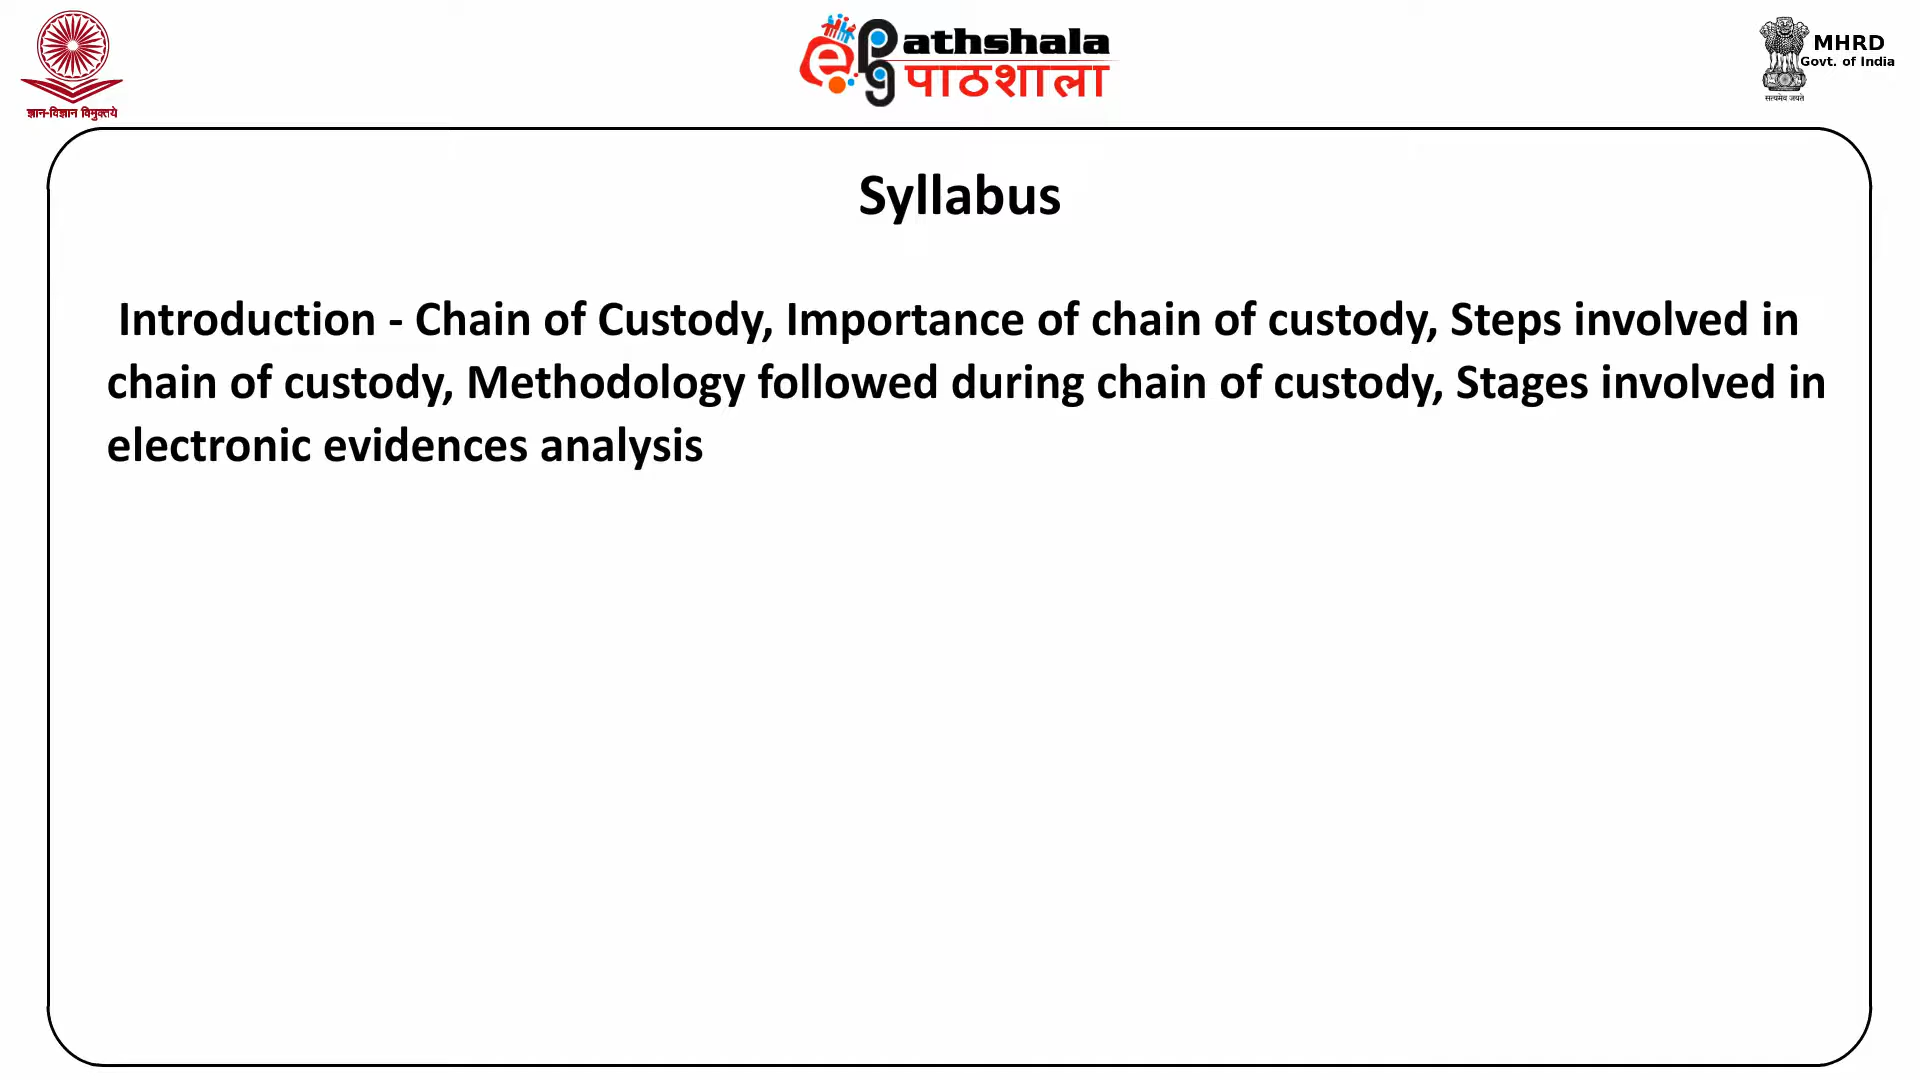 ज्ञान-विज्ञान विमुक्तये
e PG athshala
पाठशाला
MHRD
Govt. of India
सत्यमेव जयते
Syllabus
Introduction - Chain of Custody, Importance of chain of custody, Steps involved in
chain of custody, Methodology followed during chain of custody, Stages involved in
electronic evidences analysis